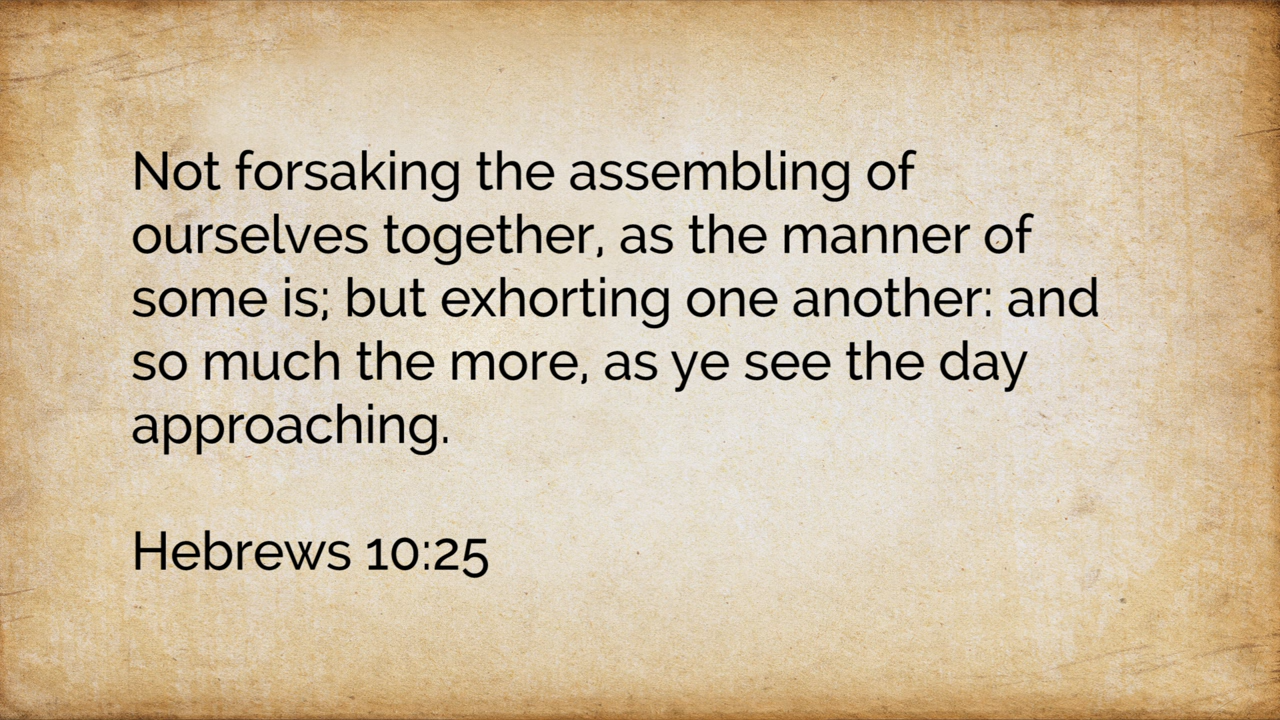 Not forsaking the assembling of
ourselves together, as the manner of
some is; but exhorting one another: and
so much the more, as ye see the day
approaching.
Hebrews 10:25